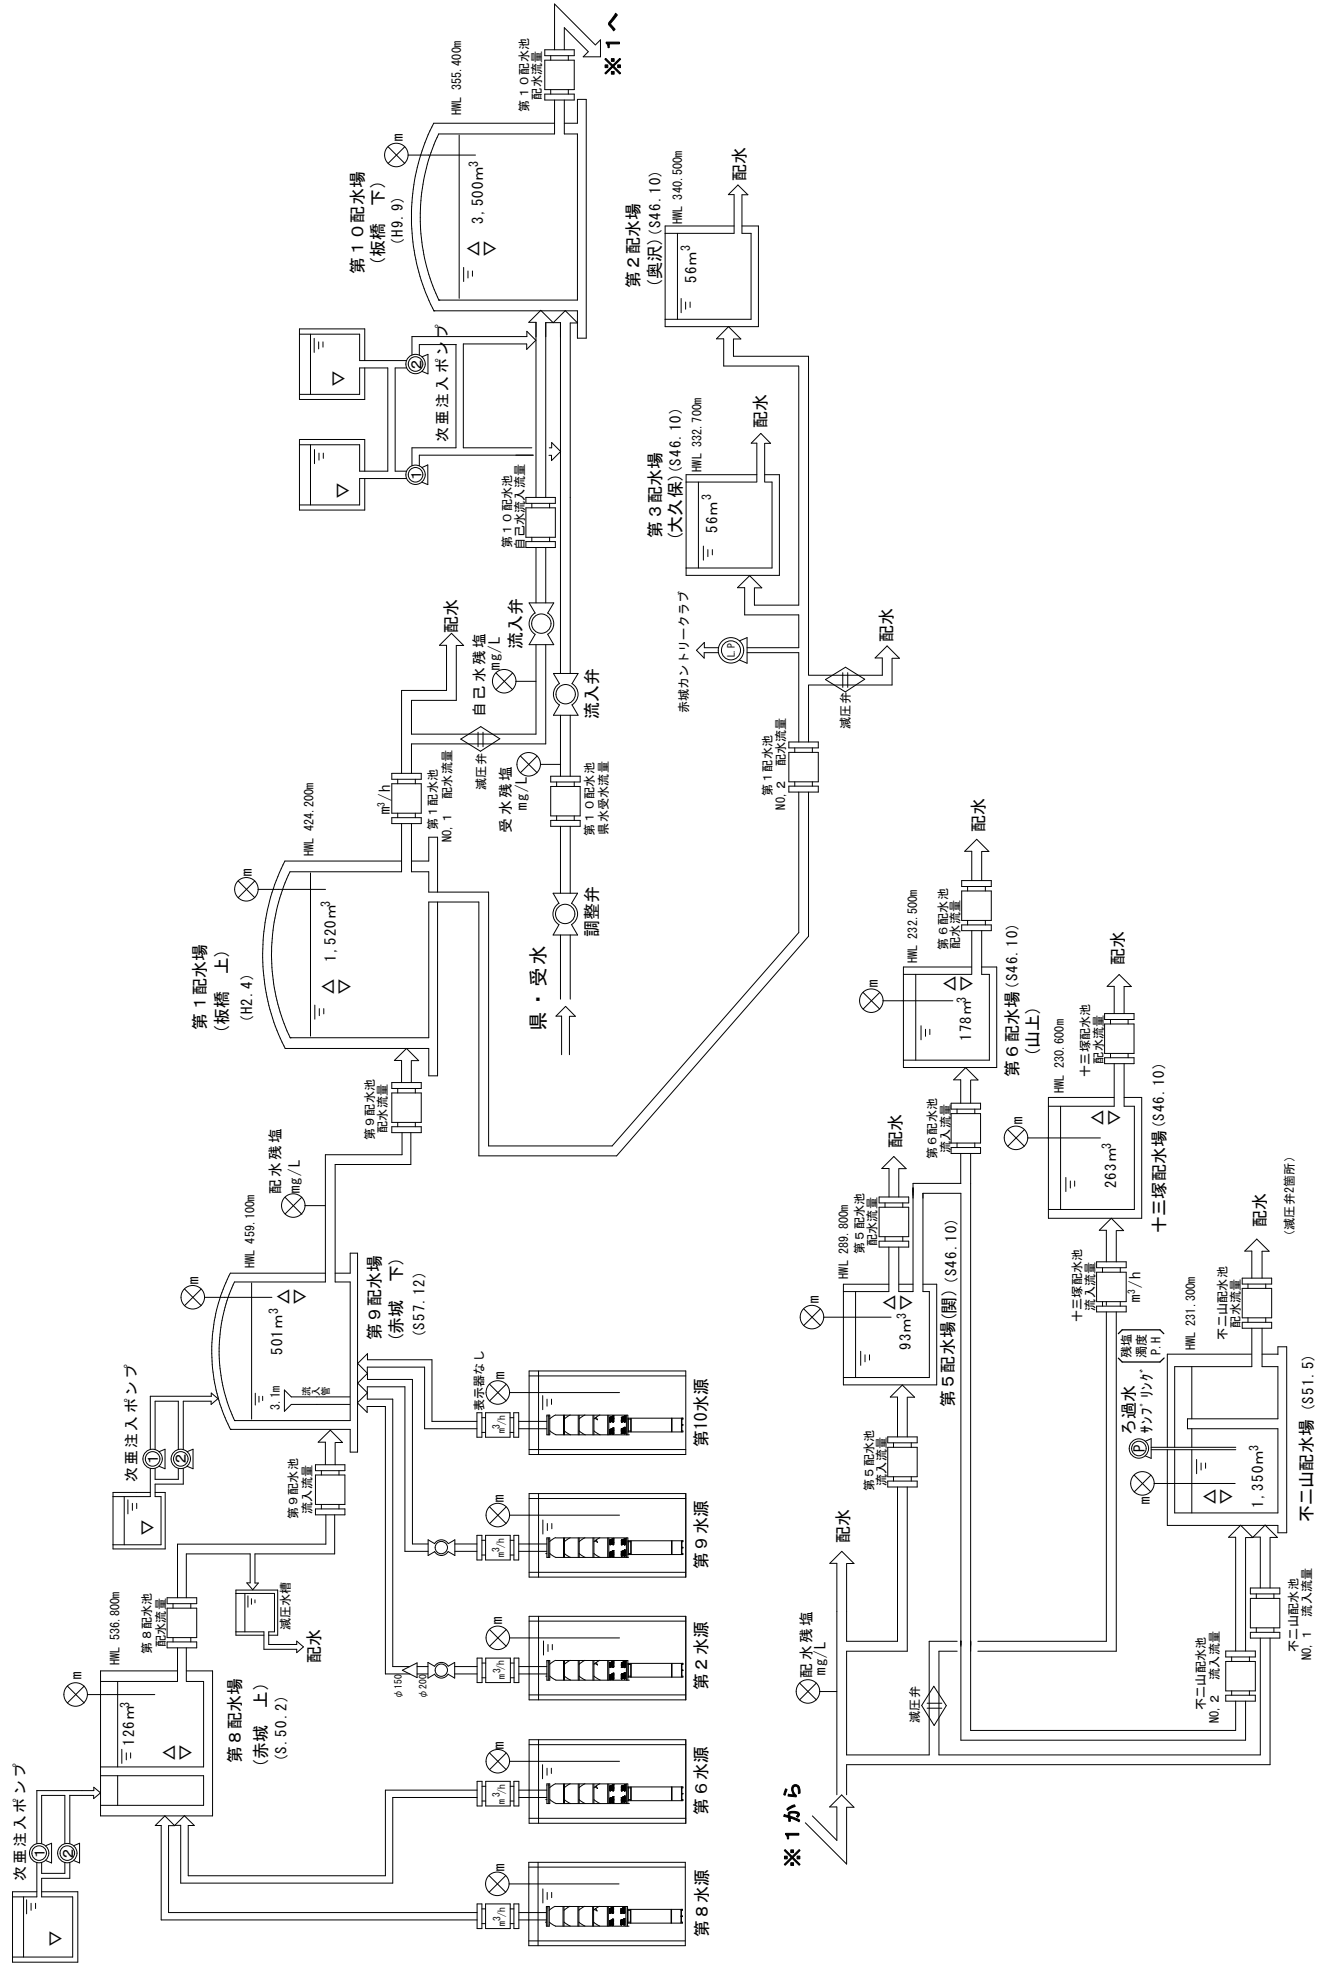 次亜注入ポンプ
①
②
m
HWL 536.800m
126m³
第8配水場
(赤城　上)
(S.50.2)
第8配水池
配水流量
減圧水槽
配水
次亜注入ポンプ
①
②
第9配水池
流入流量
m
HWL 459.100m
501m³
3.1m
流入管
第9配水場
(赤城　下)
(S57.12)
配水残塩
mg/L
第9配水池
配水流量
第1配水場
(板橋　上)
(H2.4)
m
HWL 424.200m
1,520m³
m³/h
第1配水池
NO.1　配水流量
配水
減圧弁
自己水残塩
mg/L
流入弁
第10配水池
自己水流入流量
①
②
次亜注入ポンプ
第10配水場
(板橋　下)
(H9.9)
m
HWL 355.400m
3,500m³
第10配水池
配水流量
※1へ
県・受水
調整弁
受水残塩
mg/L
第10配水池
県水受水流量
流入弁
第1配水池
NO.2　配水流量
減圧弁
配水
赤城カントリークラブ
LP
第3配水場
(大久保)(S46.10)
HWL 332.700m
56m³
配水
第2配水場
(奥沢)(S46.10)
HWL 340.500m
56m³
配水
m
m³/h
第8水源
m
m³/h
第6水源
φ150
φ200
m
m³/h
第2水源
m
m³/h
第9水源
表示器なし
m
m³/h
第10水源
※1から
配水残塩
mg/L
配水
減圧弁
第5配水池
流入流量
m
HWL 289.800m
93m³
第5配水場(関)(S46.10)
第5配水池
配水流量
配水
第6配水池
流入流量
m
HWL 232.500m
178m³
第6配水場(S46.10)
(山上)
第6配水池
配水流量
配水
十三塚配水池
流入流量
m³/h
m
HWL 230.600m
263m³
十三塚配水場(S46.10)
十三塚配水池
配水流量
配水
不二山配水池
NO.2　流入流量
不二山配水池
NO.1　流入流量
m
P
ろ過水
サンプリング
残塩
濁度
P.H
HWL 231.300m
1,350m³
不二山配水場(S51.5)
不二山配水池
配水流量
配水
(減圧弁2箇所)